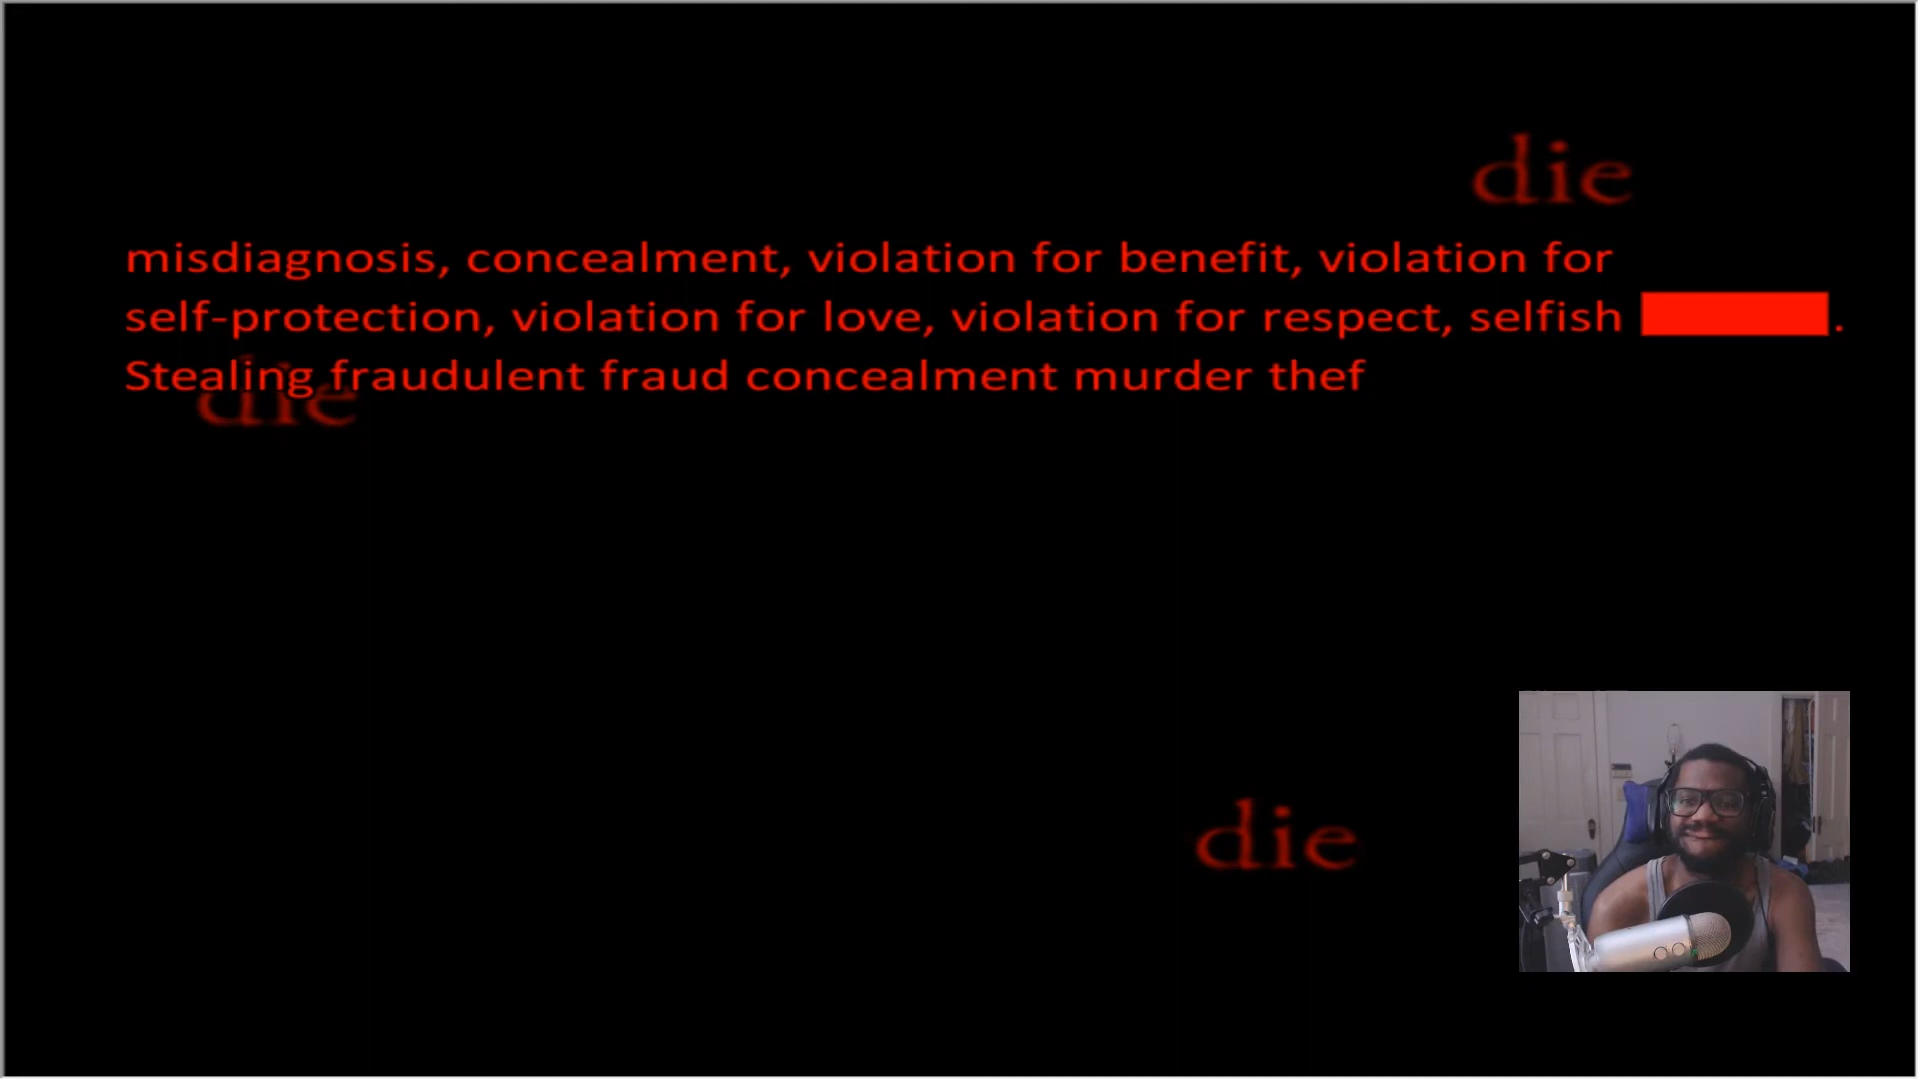 die
misdiagnosis, concealment, violation for benefit, violation for
self-protection, violation for love, violation for respect, selfish .
Stealing fraudulent fraud concealment murder thef
die
die